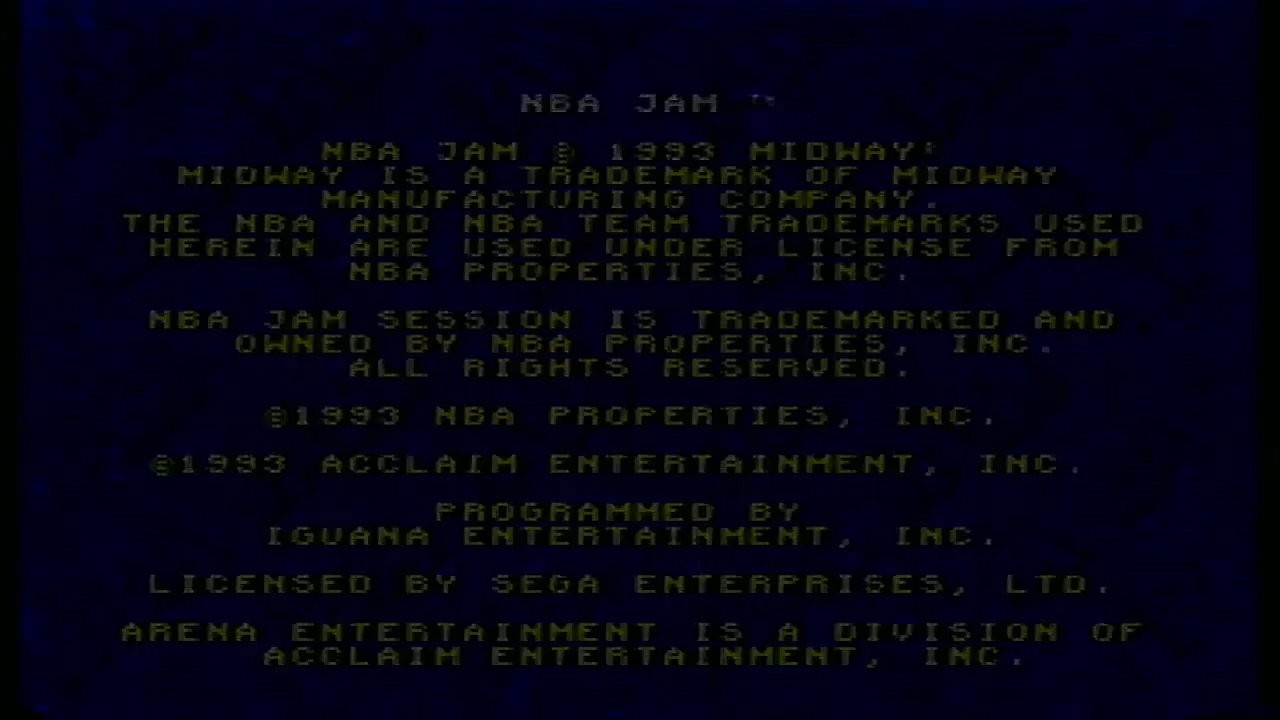 NBA JAM ™
NBA JAM © 1993 MIDWAY®
MIDWAY IS A TRADEMARK OF MIDWAY
MANUFACTURING COMPANY.
THE NBA AND NBA TEAM TRADEMARKS USED
HEREIN ARE USED UNDER LICENSE FROM
NBA PROPERTIES, INC.
NBA JAM SESSION IS TRADEMARKED AND
OWNED BY NBA PROPERTIES, INC.
ALL RIGHTS RESERVED.
©1993 NBA PROPERTIES, INC.
©1993 ACCLAIM ENTERTAINMENT, INC.
PROGRAMMED BY
IGUANA ENTERTAINMENT, INC.
LICENSED BY SEGA ENTERPRISES, LTD.
ARENA ENTERTAINMENT IS A DIVISION OF
ACCLAIM ENTERTAINMENT, INC.